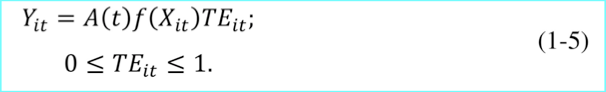 Y_{it} = A(t)f(X_{it})TE_{it};
(1-5)
0 ≤ TE_{it} ≤ 1.